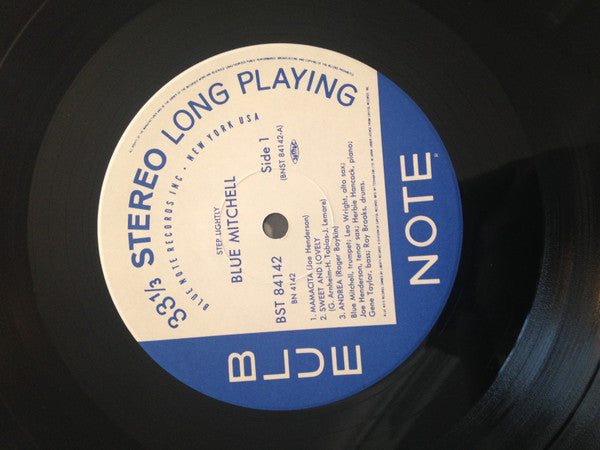 33 1/3 STEREO LONG PLAYING
BLUE NOTE RECORDS INC • NEW YORK USA
STEP LIGHTLY
BLUE MITCHELL
Side 1
BST 84142
(BNST 84142-A)
BN 4142
1. MAMACITA (Joe Henderson)
2. SWEET AND LOVELY
(G. Arnheim-H. Tobias-J. Lemare)
3. ANDREA (Roger Boykin)
Blue Mitchell, trumpet; Leo Wright, alto sax;
Joe Henderson, tenor sax; Herbie Hancock, piano;
Gene Taylor, bass; Roy Brooks, drums.
BLUE
NOTE